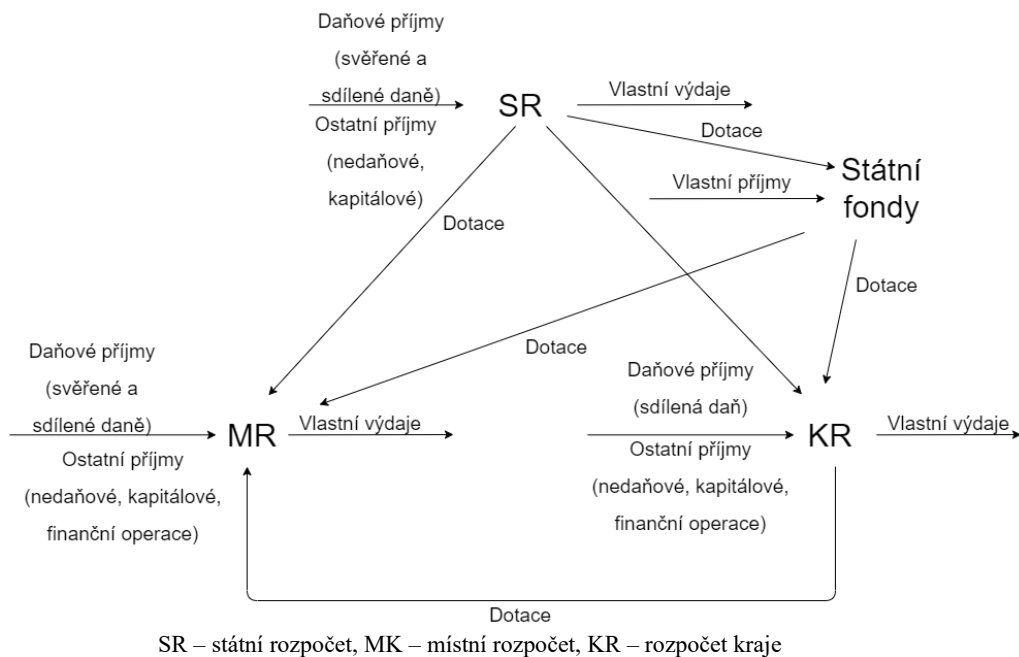 Daňové příjmy
(svěřené a
sdílené daně)
Ostatní příjmy
(nedaňové,
kapitálové)
SR
Vlastní výdaje
Dotace
Státní
fondy
Vlastní příjmy
Dotace
Dotace
Dotace
Daňové příjmy
(svěřené a
sdílené daně)
Ostatní příjmy
(nedaňové, kapitálové,
finanční operace)
MR
Vlastní výdaje
Daňové příjmy
(sdílená daň)
Ostatní příjmy
(nedaňové, kapitálové,
finanční operace)
KR
Vlastní výdaje
Dotace
SR – státní rozpočet, MK – místní rozpočet, KR – rozpočet kraje